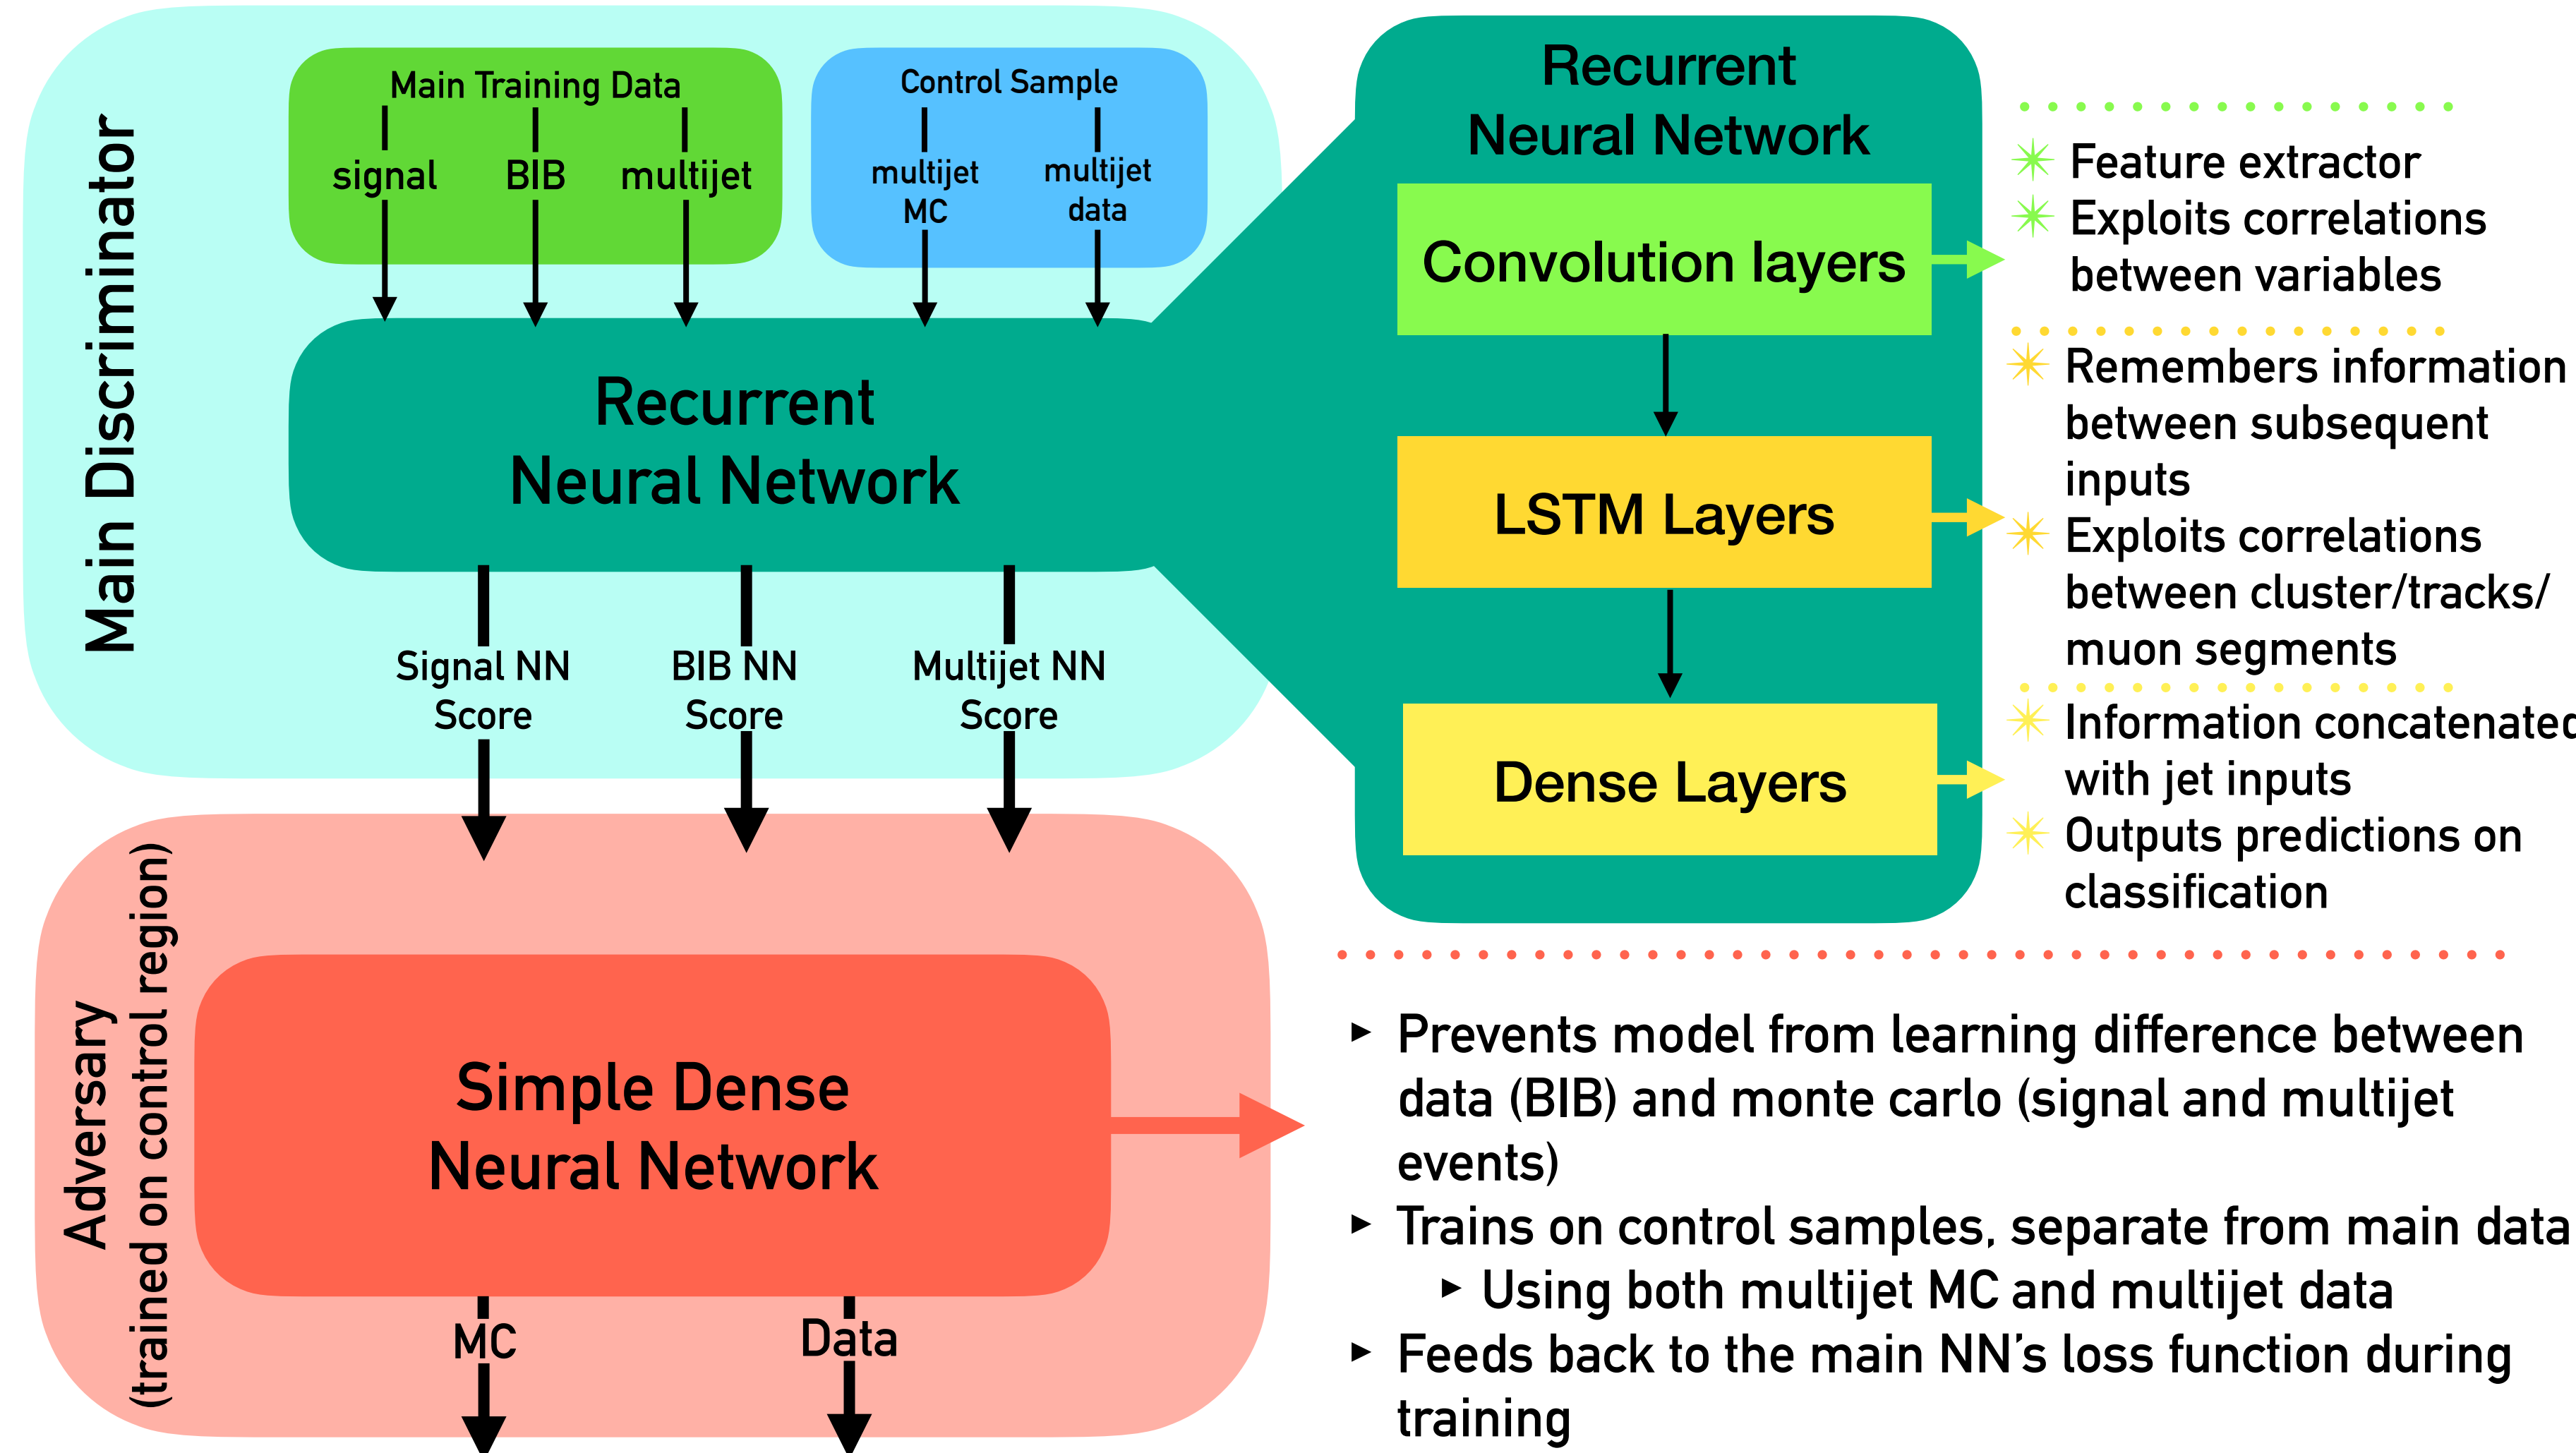 Main Discriminator
Main Training Data
signal
BIB
multijet
Control Sample
multijet
MC
multijet
data
Recurrent
Neural Network
Signal NN
Score
BIB NN
Score
Multijet NN
Score
Recurrent
Neural Network
Convolution layers
LSTM Layers
Dense Layers
Feature extractor
Exploits correlations
between variables
Remembers information
between subsequent
inputs
Exploits correlations
between cluster/tracks/
muon segments
Information concatenated
with jet inputs
Outputs predictions on
classification
Adversary
(trained on control region)
Simple Dense
Neural Network
MC
Data
▸ Prevents model from learning difference between
data (BIB) and monte carlo (signal and multijet
events)
▸ Trains on control samples, separate from main data
▸ Using both multijet MC and multijet data
▸ Feeds back to the main NN’s loss function during
training